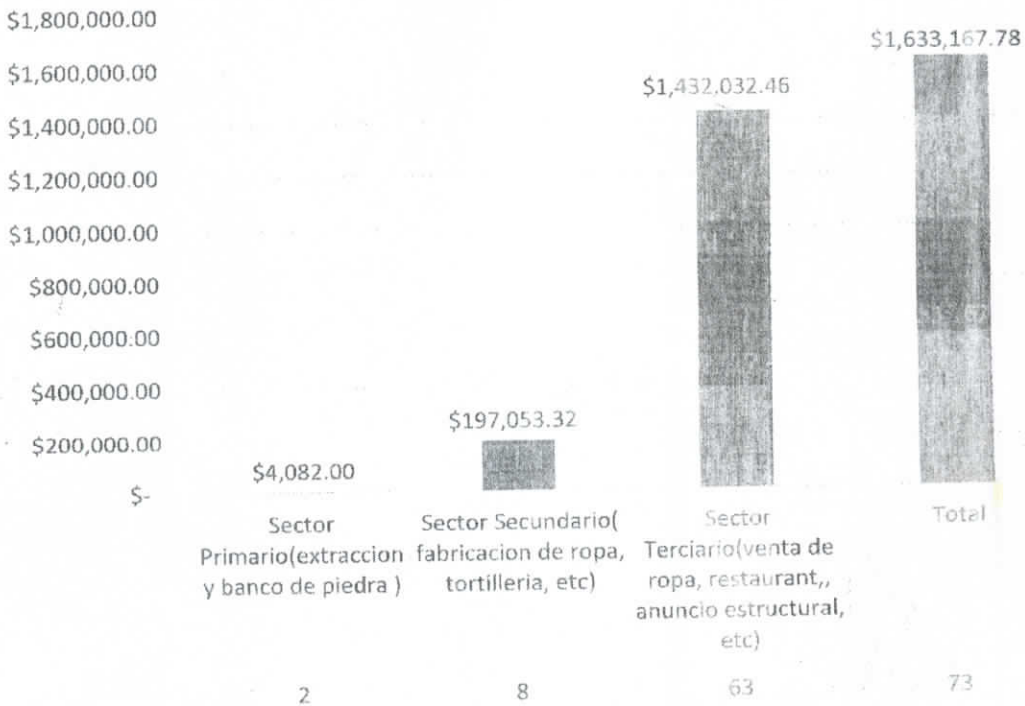 $1,800,000.00
$1,600,000.00
$1,400,000.00
$1,200,000.00
$1,000,000.00
$800,000.00
$600,000.00
$400,000.00
$200,000.00
$-
$4,082.00
$197,053.32
$1,432,032.46
$1,633,167.78
Sector
Primario(extraccion
y banco de piedra )
Sector Secundario(
fabricacion de ropa,
tortilleria, etc)
Sector
Terciario(venta de
ropa, restaurant,,
anuncio estructural,
etc)
Total
2
8
63
73